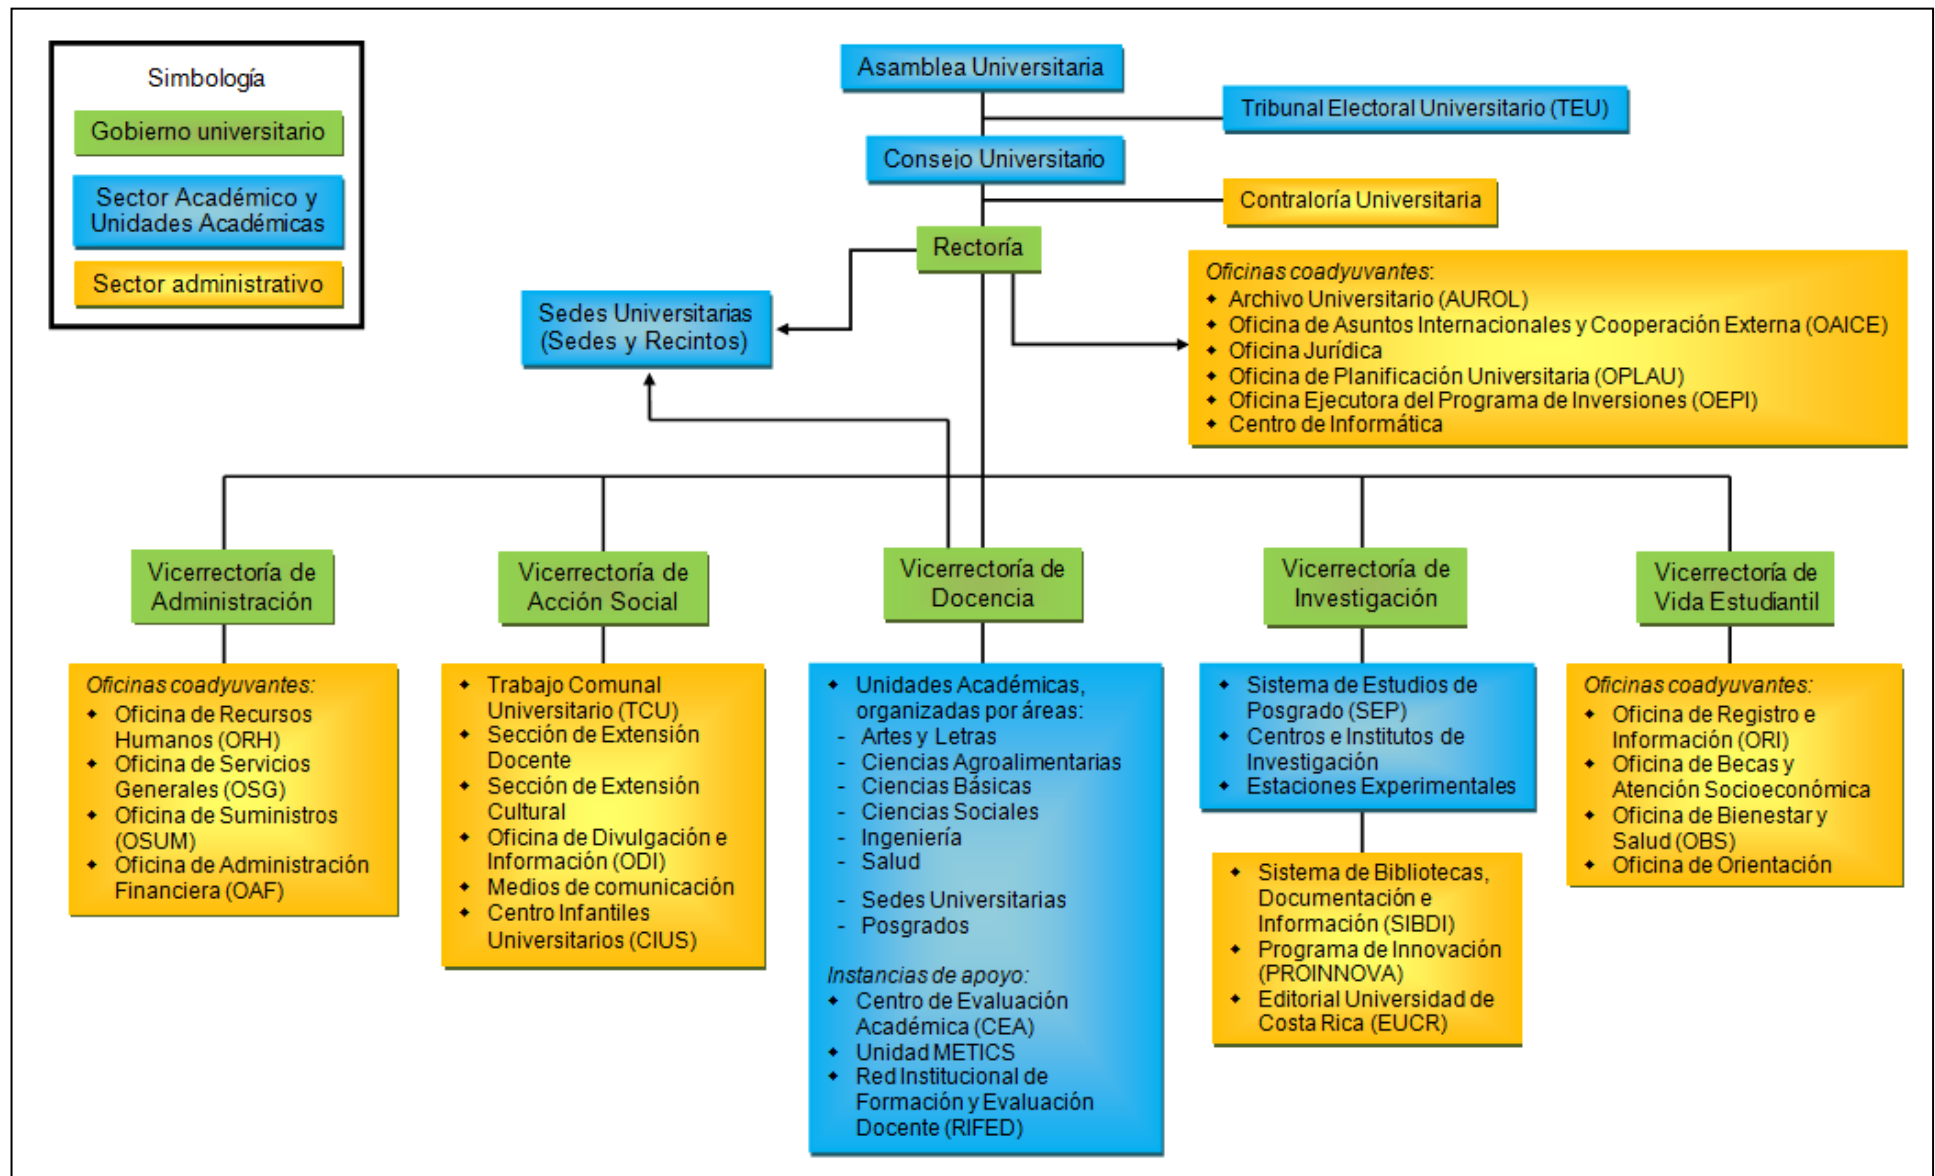 Simbología
Gobierno universitario
Sector Académico y
Unidades Académicas
Sector administrativo
Asamblea Universitaria
Tribunal Electoral Universitario (TEU)
Consejo Universitario
Contraloría Universitaria
Rectoría
Sedes Universitarias
(Sedes y Recintos)
Oficinas coadyuvantes:
◆ Archivo Universitario (AUROL)
◆ Oficina de Asuntos Internacionales y Cooperación Externa (OAICE)
◆ Oficina Jurídica
◆ Oficina de Planificación Universitaria (OPLAU)
◆ Oficina Ejecutora del Programa de Inversiones (OEPI)
◆ Centro de Informática
Vicerrectoría de
Administración
Oficinas coadyuvantes:
◆ Oficina de Recursos
Humanos (ORH)
◆ Oficina de Servicios
Generales (OSG)
◆ Oficina de Suministros
(OSUM)
◆ Oficina de Administración
Financiera (OAF)
Vicerrectoría de
Acción Social
◆ Trabajo Comunal
Universitario (TCU)
◆ Sección de Extensión
Docente
◆ Sección de Extensión
Cultural
◆ Oficina de Divulgación e
Información (ODI)
◆ Medios de comunicación
◆ Centro Infantiles
Universitarios (CIUS)
Vicerrectoría de
Docencia
◆ Unidades Académicas,
organizadas por áreas:
- Artes y Letras
- Ciencias Agroalimentarias
- Ciencias Básicas
- Ciencias Sociales
- Ingeniería
- Salud
- Sedes Universitarias
- Posgrados
Instancias de apoyo:
◆ Centro de Evaluación
Académica (CEA)
◆ Unidad METICS
◆ Red Institucional de
Formación y Evaluación
Docente (RIFED)
Vicerrectoría de
Investigación
◆ Sistema de Estudios de
Posgrado (SEP)
◆ Centros e Institutos de
Investigación
◆ Estaciones Experimentales
◆ Sistema de Bibliotecas,
Documentación e
Información (SIBDI)
◆ Programa de Innovación
(PROINNOVA)
◆ Editorial Universidad de
Costa Rica (EUCR)
Vicerrectoría de
Vida Estudiantil
Oficinas coadyuvantes:
◆ Oficina de Registro e
Información (ORI)
◆ Oficina de Becas y
Atención Socioeconómica
◆ Oficina de Bienestar y
Salud (OBS)
◆ Oficina de Orientación